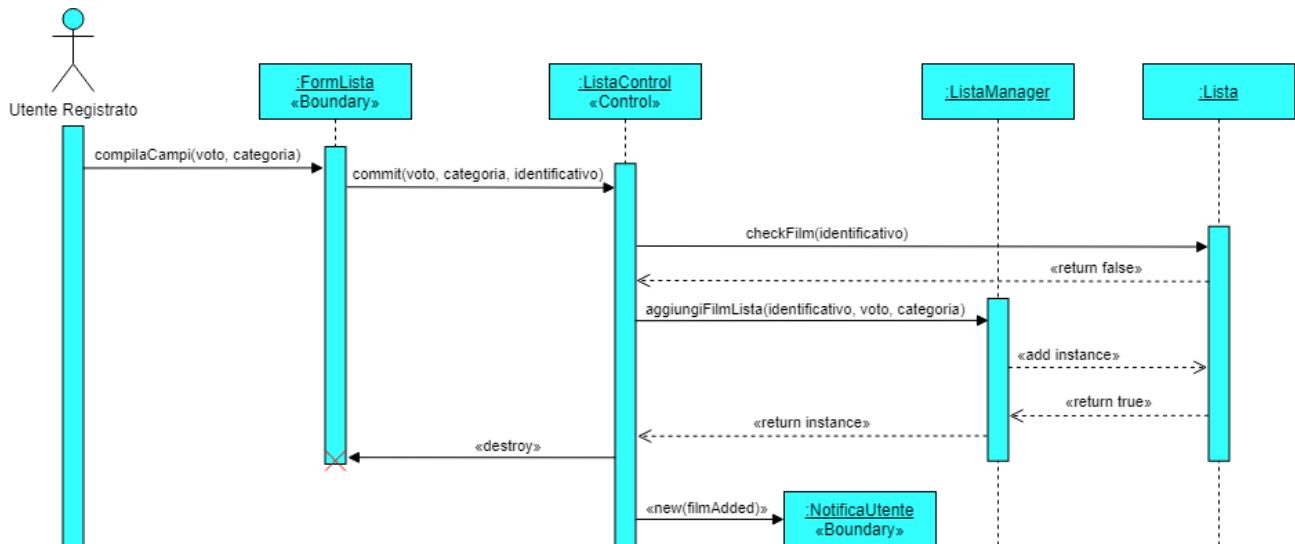 Utente Registrato
:FormLista
«Boundary»
:ListaControl
«Control»
:ListaManager
:Lista
compilaCampi(voto, categoria)
commit(voto, categoria, identificativo)
checkFilm(identificativo)
«return false»
aggiungiFilmLista(identificativo, voto, categoria)
«add instance»
«return true»
«return instance»
«destroy»
«new(filmAdded)»
:NotificaUtente
«Boundary»